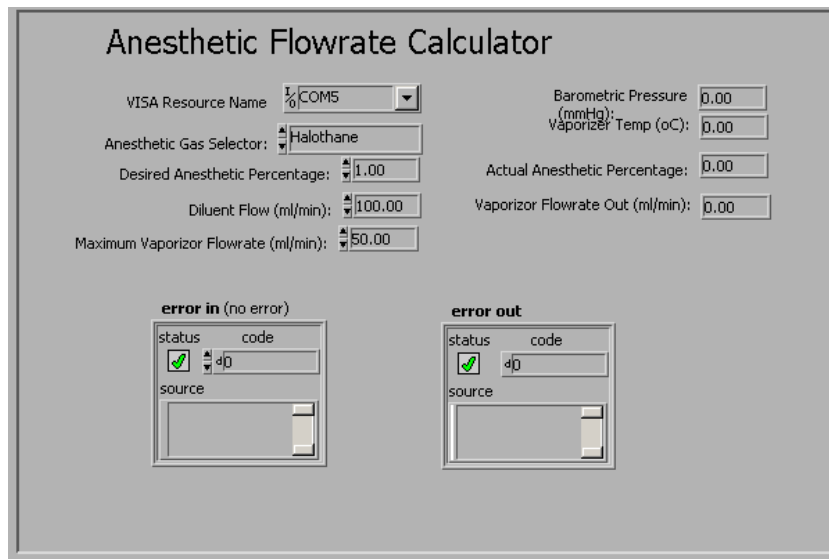 Anesthetic Flowrate Calculator
VISA Resource Name I/O COM5
Barometric Pressure (mmHg): 0.00
Anesthetic Gas Selector: Halothane
Vaporizer Temp (oC): 0.00
Desired Anesthetic Percentage: 1.00
Actual Anesthetic Percentage: 0.00
Diluent Flow (ml/min): 100.00
Vaporizor Flowrate Out (ml/min): 0.00
Maximum Vaporizor Flowrate (ml/min): 50.00
error in (no error)
status code
d0
source
error out
status code
d0
source